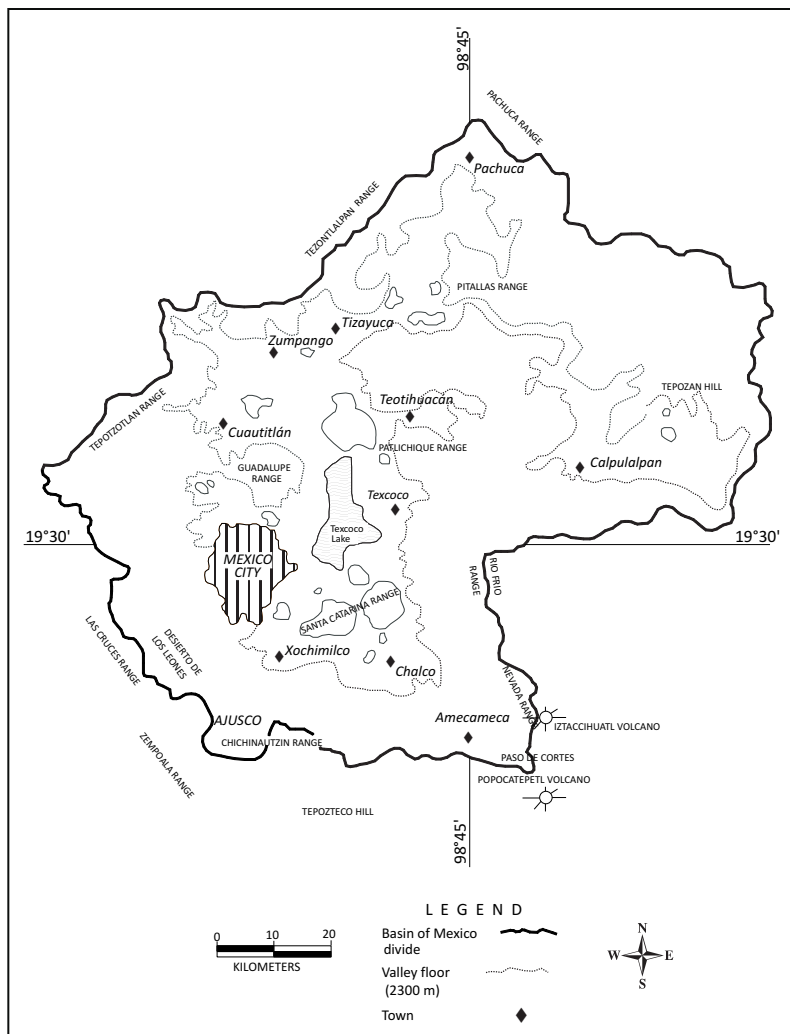 98°45'
PACHUCA RANGE
Pachuca
TEZONTLALPAN RANGE
PITALLAS RANGE
Tizayuca
Zumpango
TEPOZAN HILL
TEPOTZOTLAN RANGE
Teotihuacán
Cuautitlán
PATLICHIQUE RANGE
GUADALUPE
RANGE
Calpulalpan
Texcoco
19°30'
Texcoco
Lake
19°30'
MEXICO
CITY
RIO FRIO
RANGE
SANTA CATARINA RANGE
LAS CRUCES RANGE
DESIERTO DE
LOS LEONES
Xochimilco
Chalco
NEVADA RANGE
AJUSCO
Amecameca
IZTACCIHUATL VOLCANO
CHICHINAUTZIN RANGE
ZEMPOALA RANGE
PASO DE CORTES
POPOCATEPETL VOLCANO
TEPOZTECO HILL
98°45'
LEGEND
Basin of Mexico
divide
Valley floor
(2300 m)
Town
0 10 20
KILOMETERS
N
W E
S